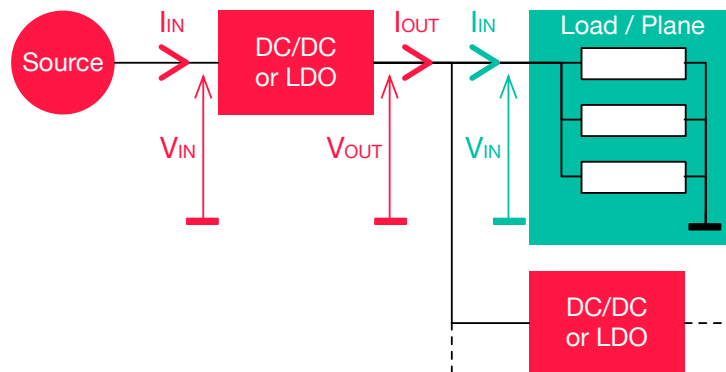 Source
IIN
DC/DC
or LDO
IOUT
IIN
Load / Plane
VIN
VOUT
VIN
DC/DC
or LDO